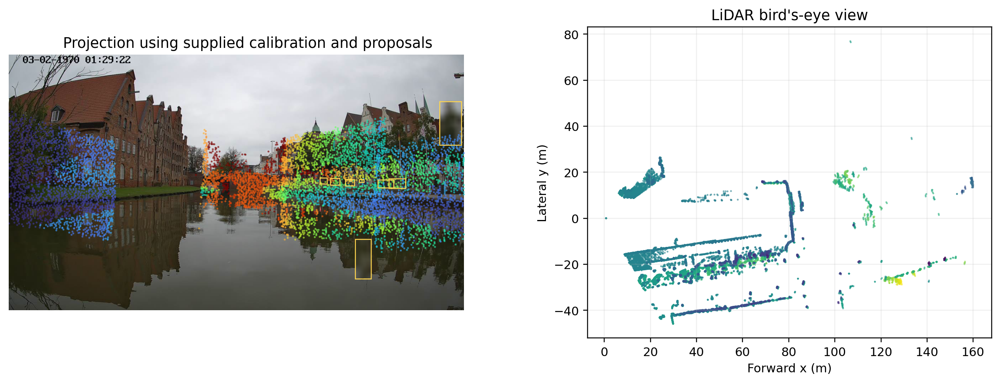 Projection using supplied calibration and proposals
03-02-1970 01:29:22
LiDAR bird's-eye view
80
60
40
20
0
−20
−40
Lateral y (m)
0 20 40 60 80 100 120 140 160
Forward x (m)